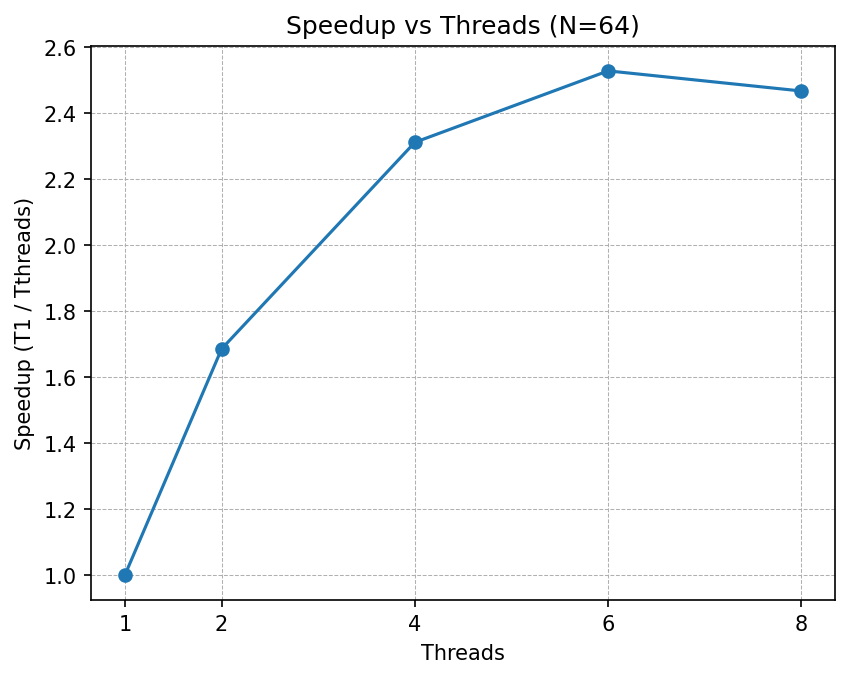 Speedup vs Threads (N=64)
Speedup (T1 / Tthreads)
2.6
2.4
2.2
2.0
1.8
1.6
1.4
1.2
1.0
1 2 4 6 8
Threads